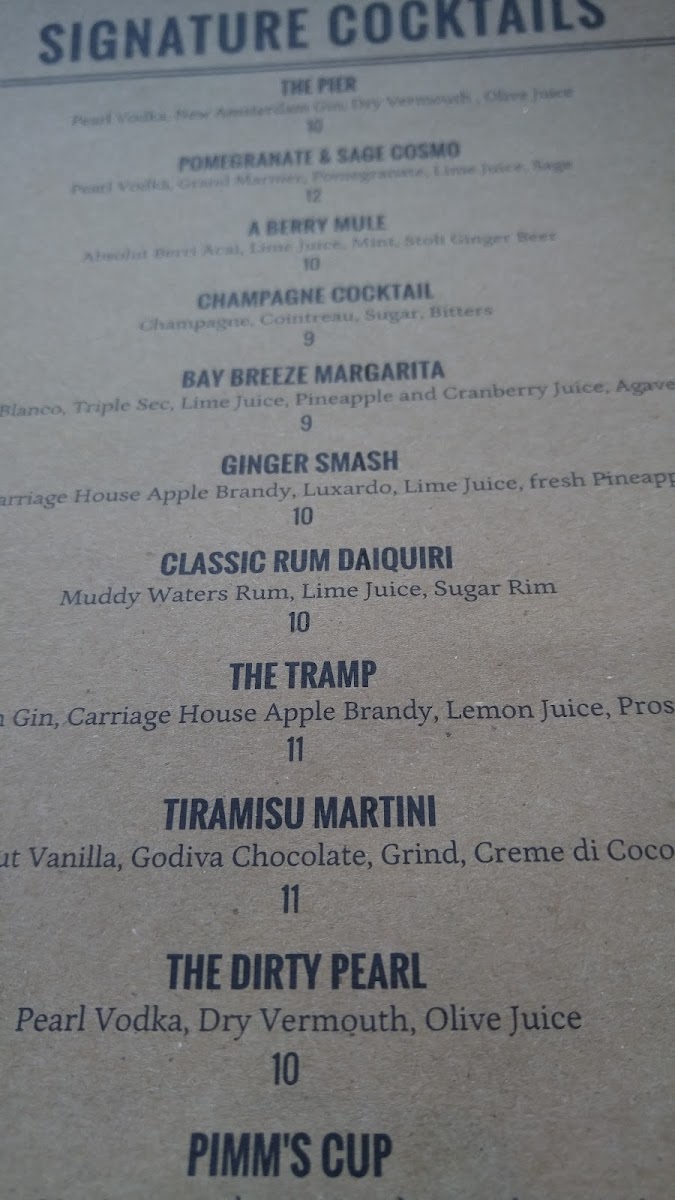 SIGNATURE COCKTAILS
THE PIER
Pearl Vodka, New Amsterdam Gin, Dry Vermouth , Olive Juice
10
POMEGRANATE & SAGE COSMO
Pearl Vodka, Grand Marnier, Pomegranate, Lime Juice, Sage
12
A BERRY MULE
Absolut Berri Acai, Lime Juice, Mint, Stoli Ginger Beer
10
CHAMPAGNE COCKTAIL
Champagne, Cointreau, Sugar, Bitters
9
BAY BREEZE MARGARITA
Blanco, Triple Sec, Lime Juice, Pineapple and Cranberry Juice, Agave
9
GINGER SMASH
arriage House Apple Brandy, Luxardo, Lime Juice, fresh Pineapp
10
CLASSIC RUM DAIQUIRI
Muddy Waters Rum, Lime Juice, Sugar Rim
10
THE TRAMP
Gin, Carriage House Apple Brandy, Lemon Juice, Pros
11
TIRAMISU MARTINI
ut Vanilla, Godiva Chocolate, Grind, Creme di Coco
11
THE DIRTY PEARL
Pearl Vodka, Dry Vermouth, Olive Juice
10
PIMM'S CUP